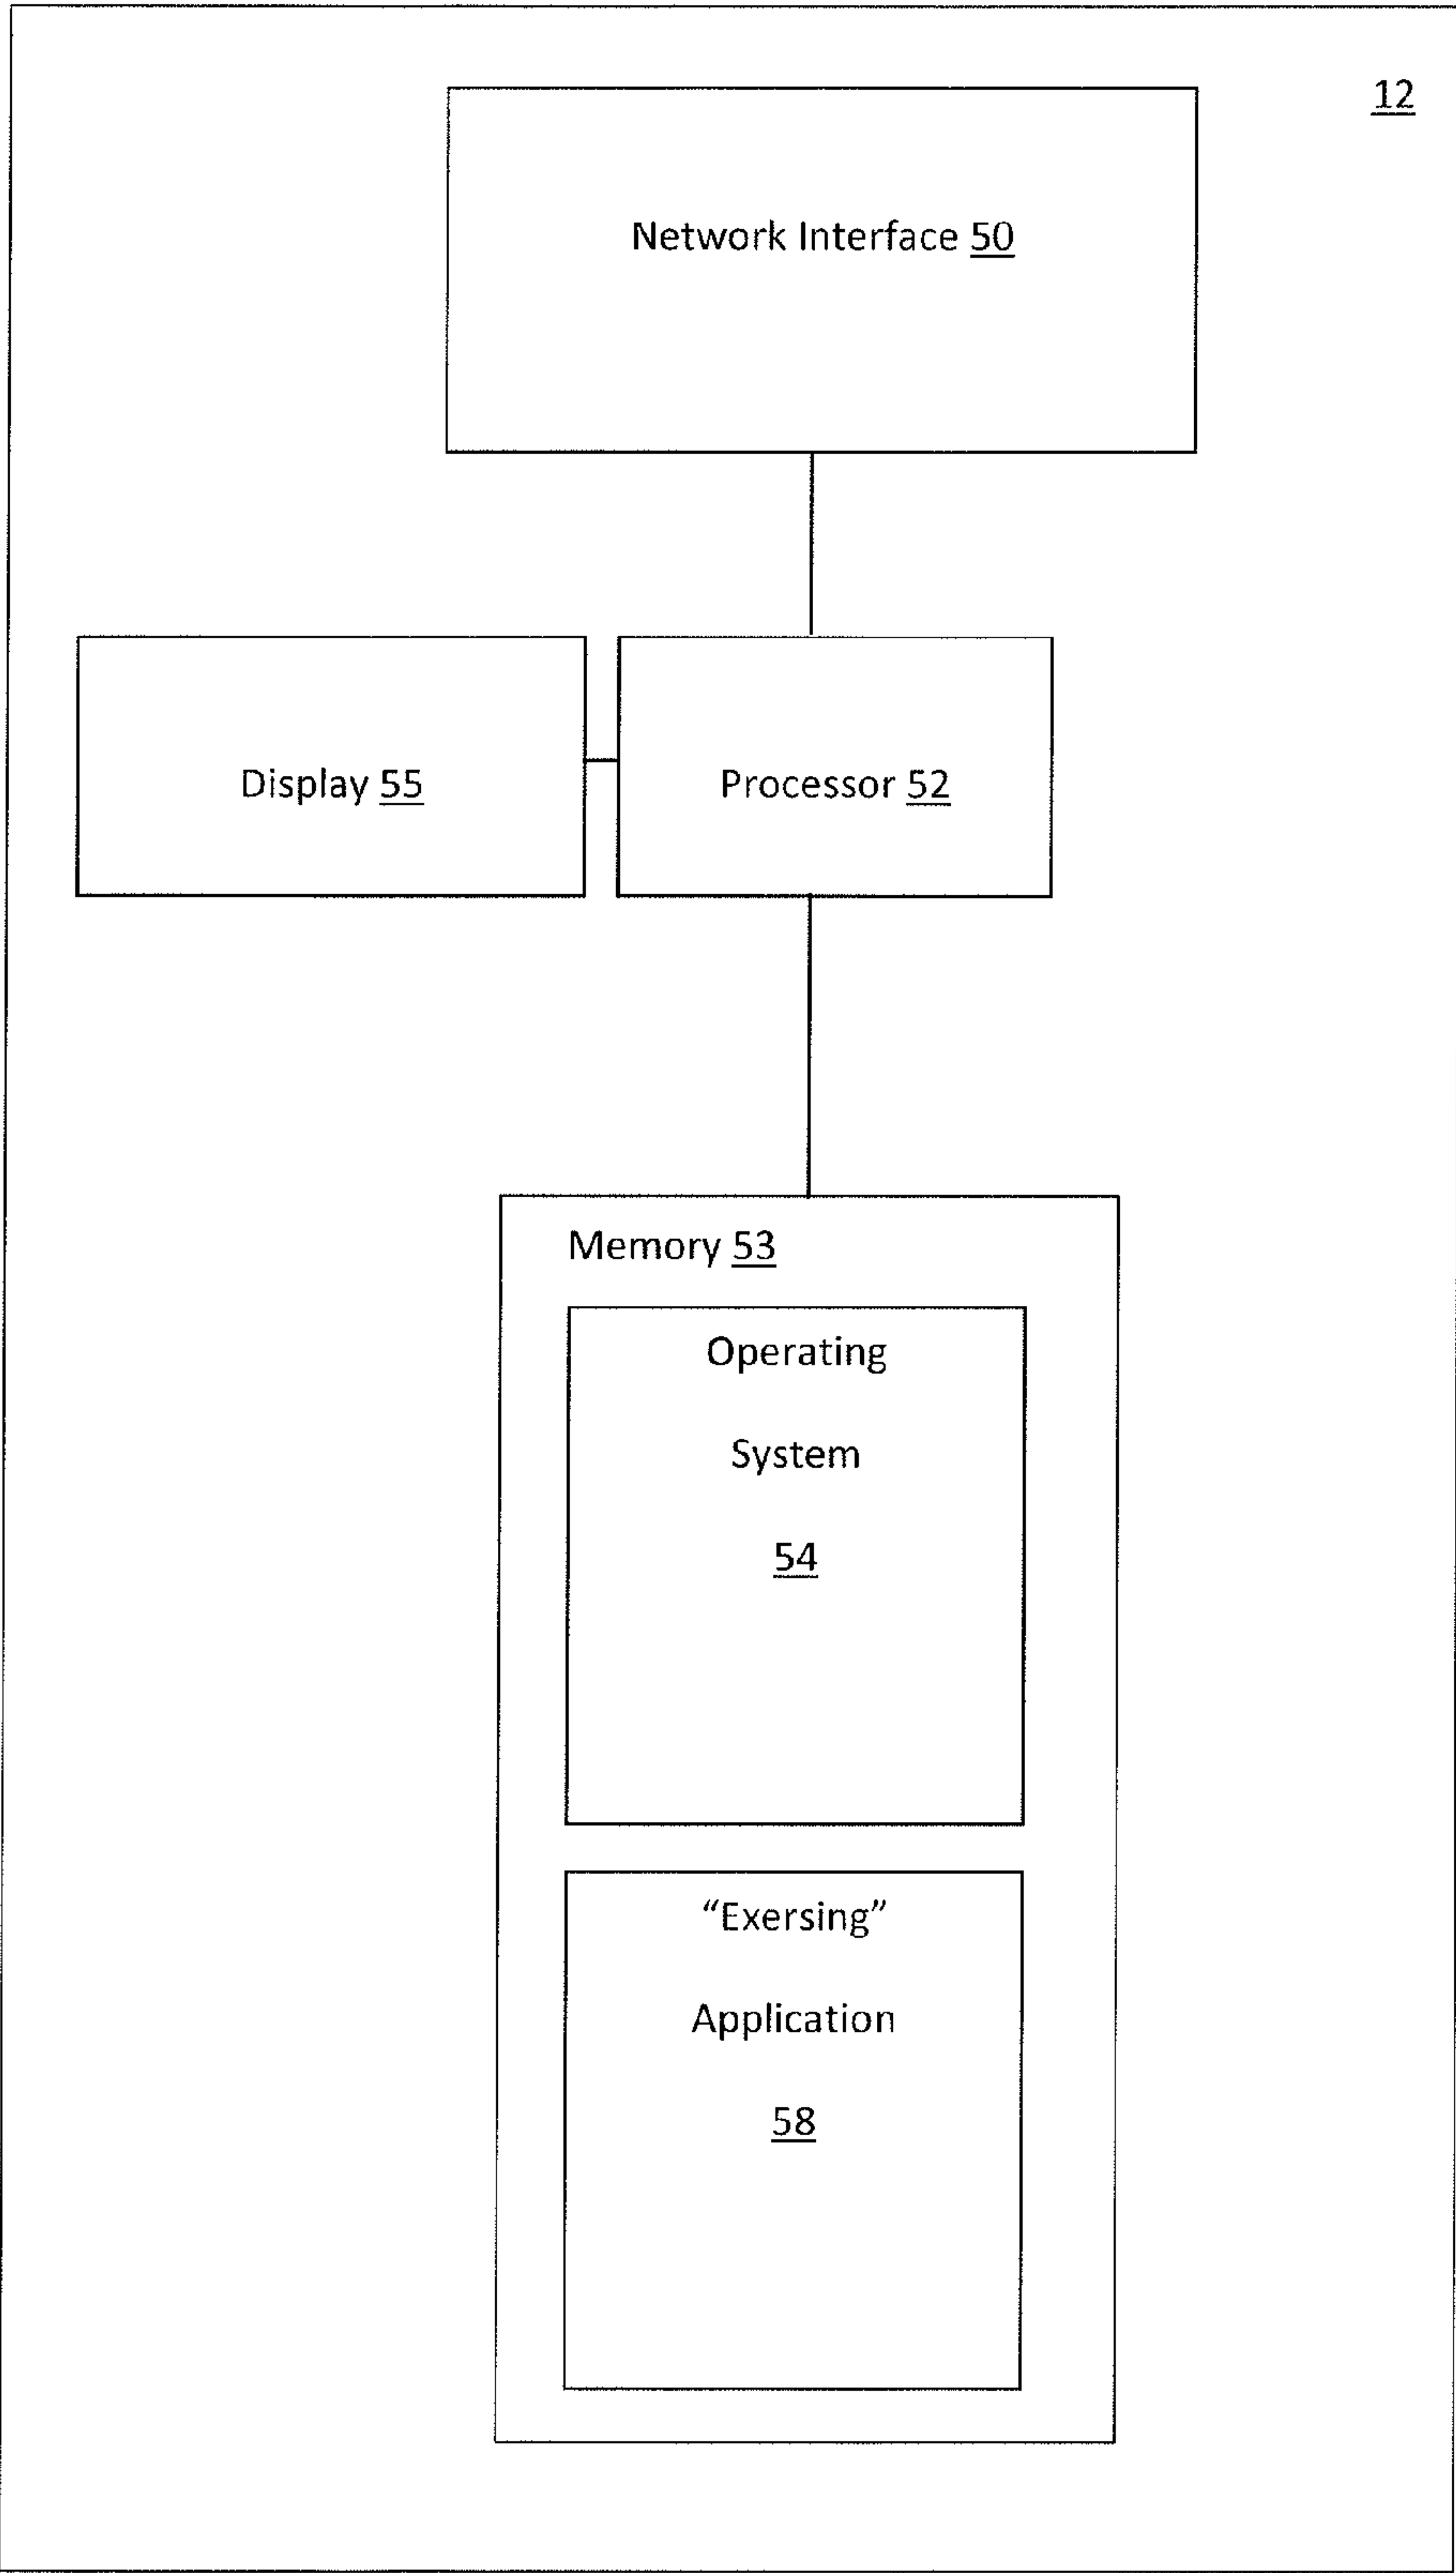 12
Network Interface 50
Display 55
Processor 52
Memory 53
Operating
System
54
“Exersing”
Application
58